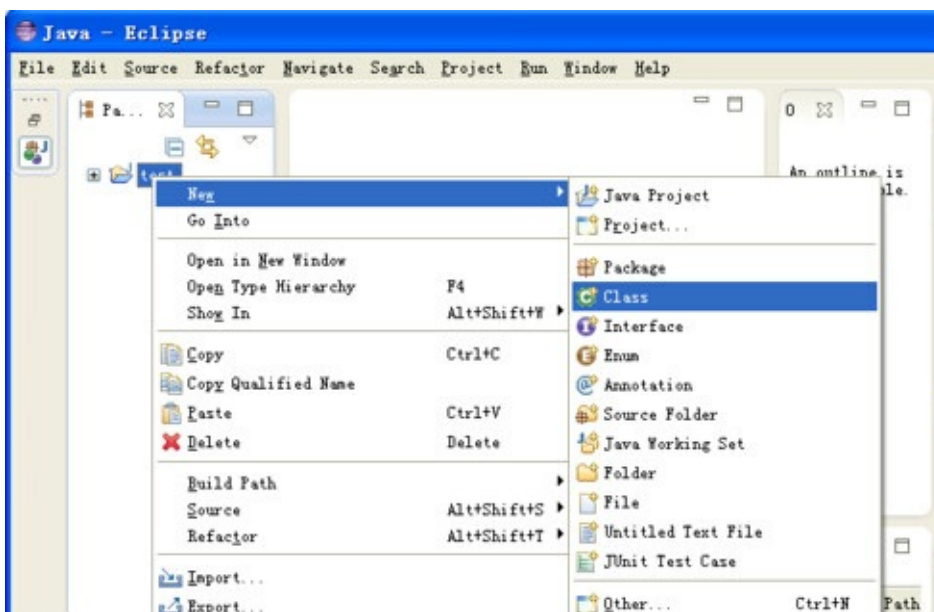 Java - Eclipse
File Edit Source Refactor Navigate Search Project Run Window Help
Pa...
O
An outline is
test
New
Go Into
Open in New Window
Open Type Hierarchy F4
Show In Alt+Shift+W
Copy Ctrl+C
Copy Qualified Name
Paste Ctrl+V
Delete Delete
Build Path
Source Alt+Shift+S
Refactor Alt+Shift+T
Import...
Export...
Java Project
Project...
Package
Class
Interface
Enum
Annotation
Source Folder
Java Working Set
Folder
File
Untitled Text File
JUnit Test Case
Other... Ctrl+N
Path